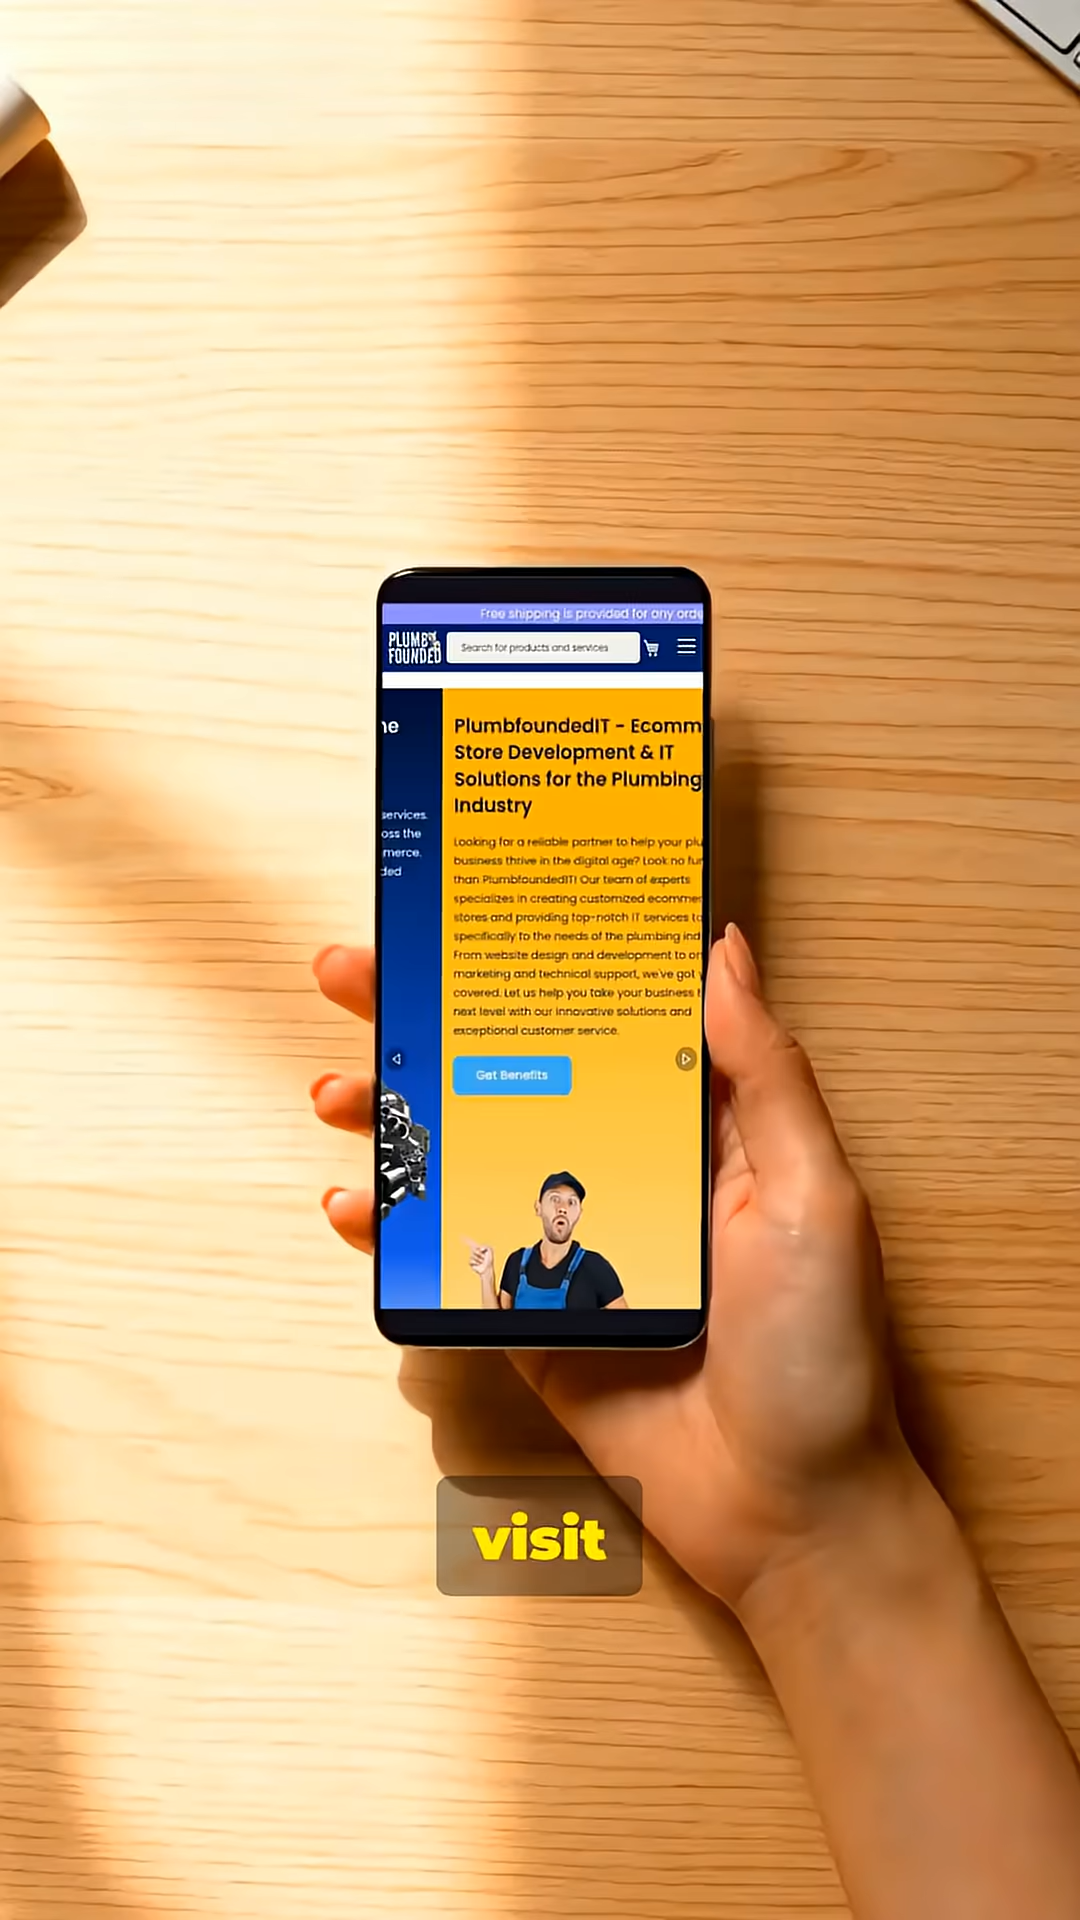 Free shipping is provided for any orde
PLUMB
FOUNDED
Search for products and services
ne
services.
oss the
merce.
ded
PlumbfoundedIT - Ecomm
Store Development & IT
Solutions for the Plumbing
Industry
Looking for a reliable partner to help your plu
business thrive in the digital age? Look no fur
than PlumbfoundedIT! Our team of experts
specializes in creating customized ecommer
stores and providing top-notch IT services ta
specifically to the needs of the plumbing ind
From website design and development to on
marketing and technical support, we've got y
covered. Let us help you take your business t
next level with our innovative solutions and
exceptional customer service.
Get Benefits
visit